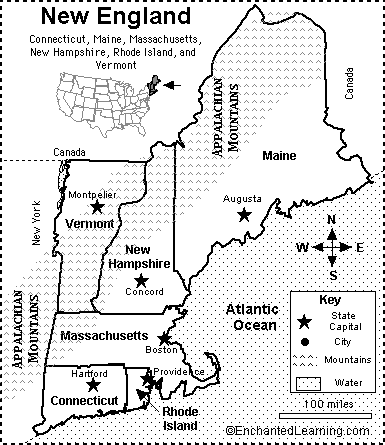 New England
Connecticut, Maine, Massachusetts,
New Hampshire, Rhode Island, and
Vermont
Canada
APPALACHIAN
MOUNTAINS
Maine
Canada
Montpelier
Vermont
New York
Augusta
New
Hampshire
Concord
N
W
E
S
APPALACHIAN
MOUNTAINS
Massachusetts
Boston
Atlantic
Ocean
Hartford
Connecticut
Providence
Rhode
Island
Key
State
Capital
City
Mountains
Water
100 miles
©EnchantedLearning.com